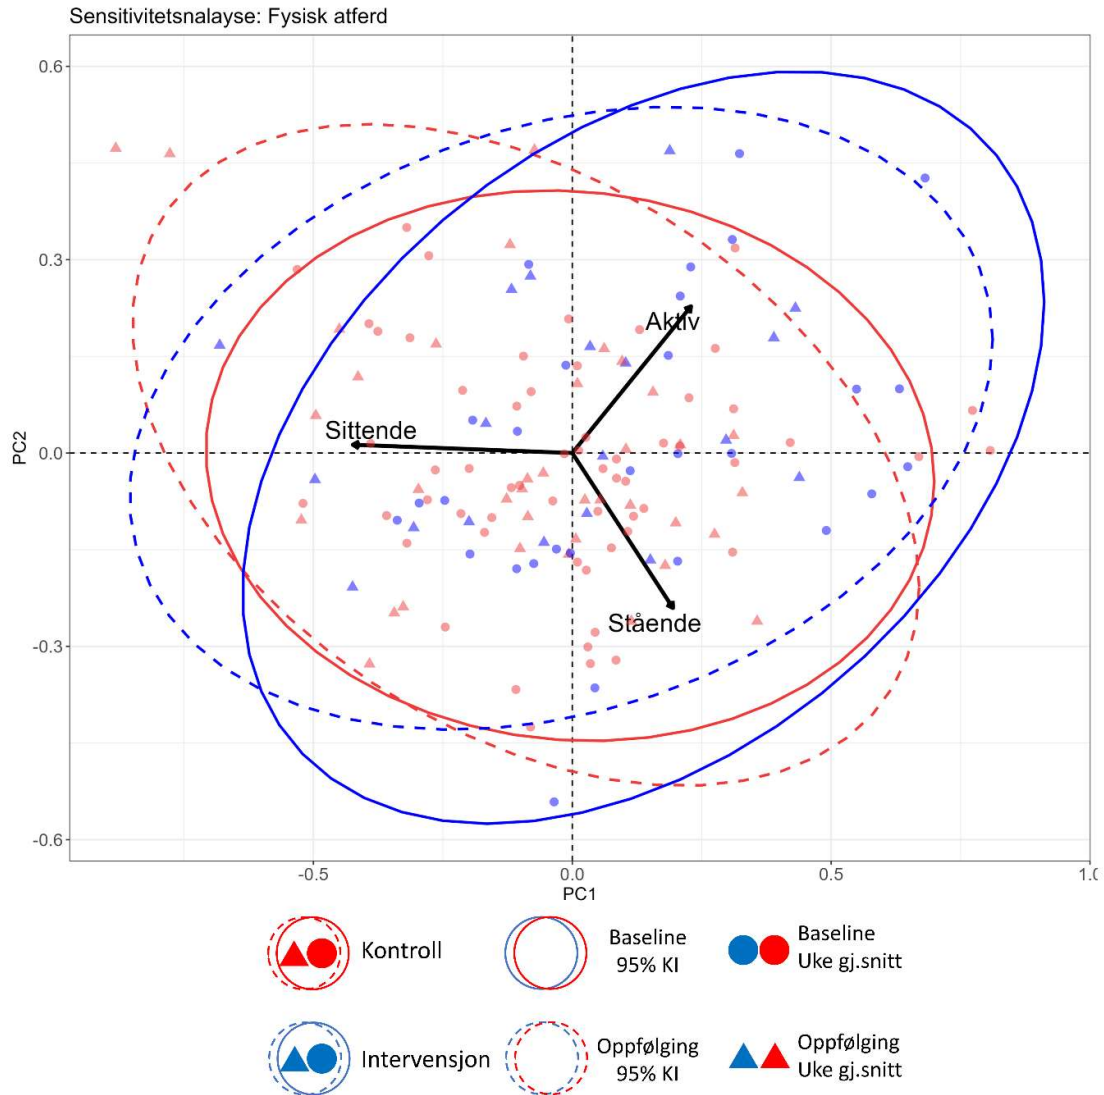 Sensitivitetsnalayse: Fysisk atferd
0.6
0.3
0.0
-0.3
-0.6
PC2
Aktiv
Sittende
Stående
-0.5
0.0
0.5
1.0
PC1
Kontroll
Baseline
95% KI
Baseline
Uke gj.snitt
Intervensjon
Oppfølging
95% KI
Oppfølging
Uke gj.snitt